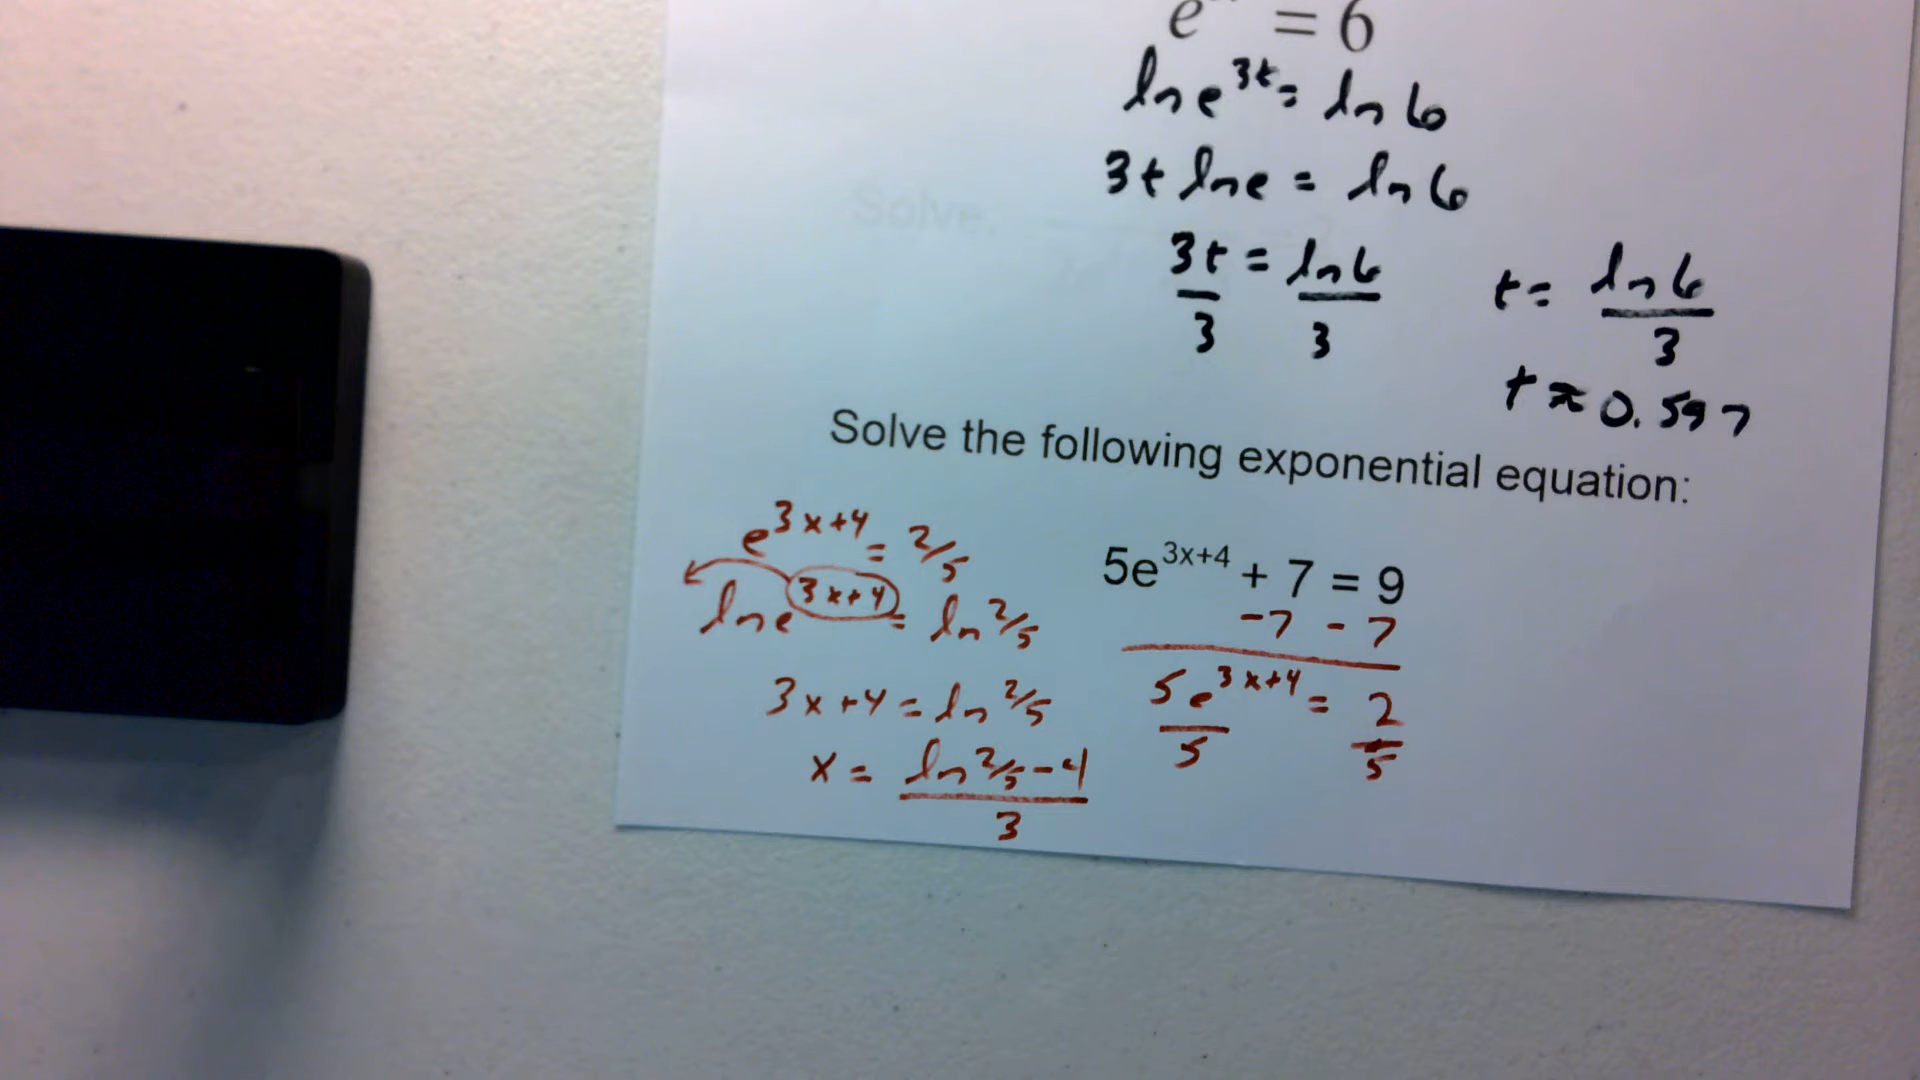 e = 6
ln e^3t = ln 6
3t ln e = ln 6
3t/3 = ln 6/3
t = ln 6/3
t ≈ 0.597
Solve.
Solve the following exponential equation:
5e^3x+4 + 7 = 9
-7 -7
5e^3x+4/5 = 2/5
e^3x+4 = 2/5
ln e^3x+4 = ln 2/5
3x+4 = ln 2/5
x = ln 2/5 - 4/3